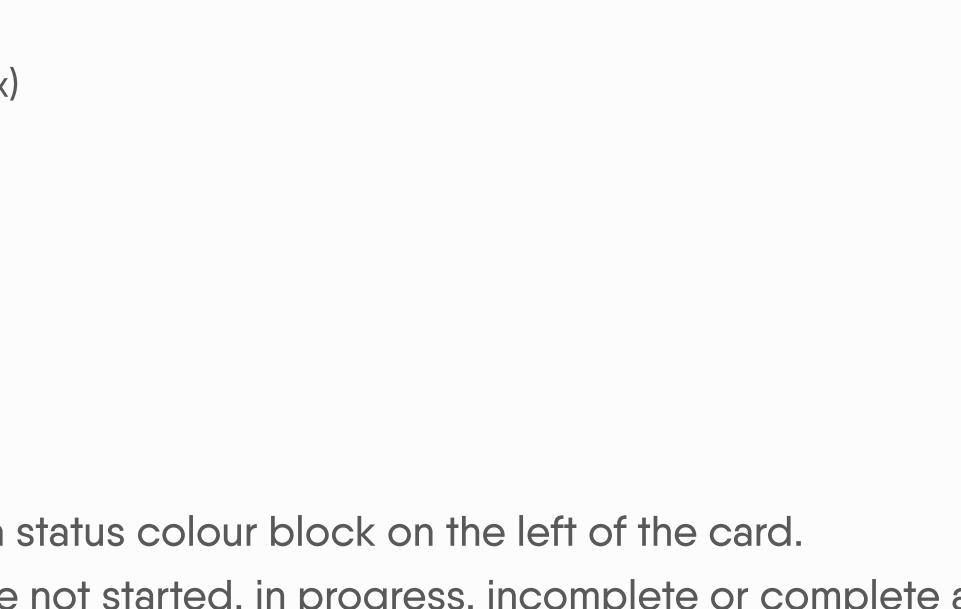 x)
status colour block on the left of the card.
not started, in progress, incomplete or complete